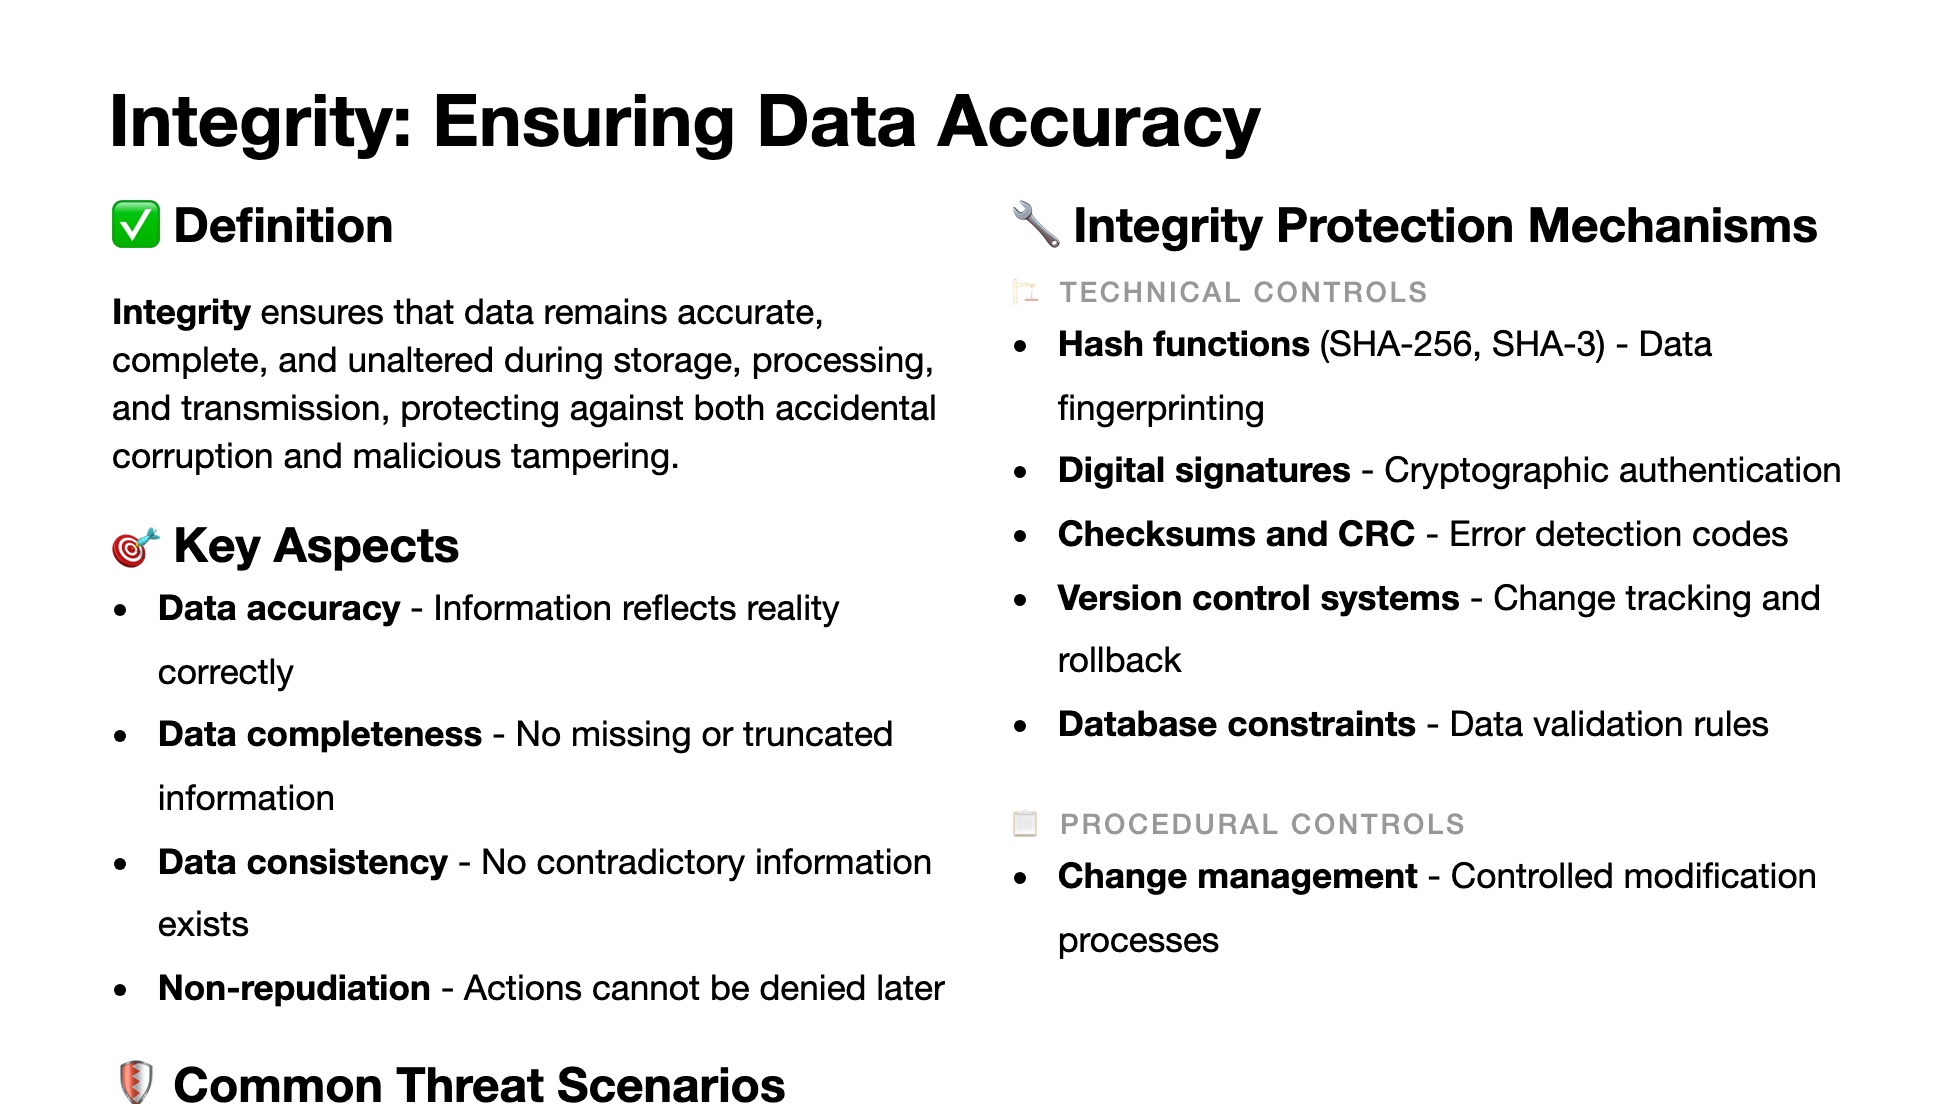 Integrity: Ensuring Data Accuracy
✅ Definition
Integrity ensures that data remains accurate,
complete, and unaltered during storage, processing,
and transmission, protecting against both accidental
corruption and malicious tampering.
🎯 Key Aspects
• Data accuracy - Information reflects reality
correctly
• Data completeness - No missing or truncated
information
• Data consistency - No contradictory information
exists
• Non-repudiation - Actions cannot be denied later
🛡️ Common Threat Scenarios
🔧 Integrity Protection Mechanisms
🏗️ TECHNICAL CONTROLS
• Hash functions (SHA-256, SHA-3) - Data
fingerprinting
• Digital signatures - Cryptographic authentication
• Checksums and CRC - Error detection codes
• Version control systems - Change tracking and
rollback
• Database constraints - Data validation rules
📋 PROCEDURAL CONTROLS
• Change management - Controlled modification
processes